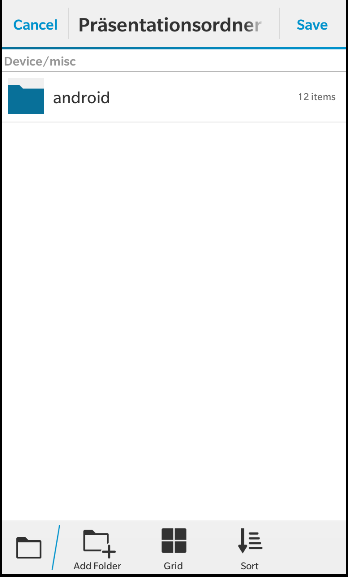 Cancel
Präsentationsordner
Save
Device/misc
android
12 items
Add Folder
Grid
Sort